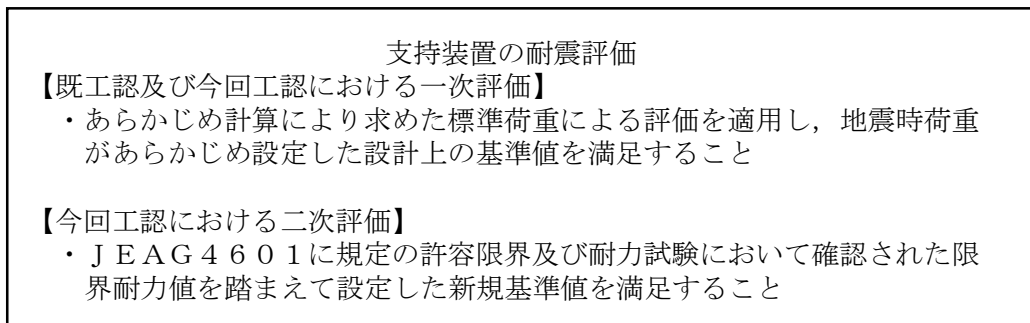 支持装置の耐震評価
【既工認及び今回工認における一次評価】
・あらかじめ計算により求めた標準荷重による評価を適用し，地震時荷重
があらかじめ設定した設計上の基準値を満足すること
【今回工認における二次評価】
・ＪＥＡＧ４６０１に規定の許容限界及び耐力試験において確認された限
界耐力値を踏まえて設定した新規基準値を満足すること